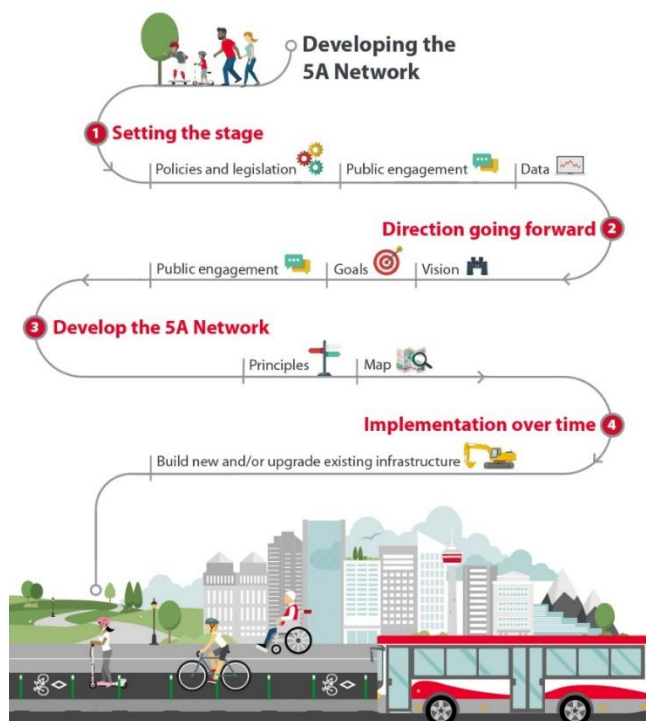 Developing the
5A Network
1 Setting the stage
Policies and legislation Public engagement Data
Direction going forward 2
Public engagement Goals Vision
3 Develop the 5A Network
Principles Map
Implementation over time 4
Build new and/or upgrade existing infrastructure